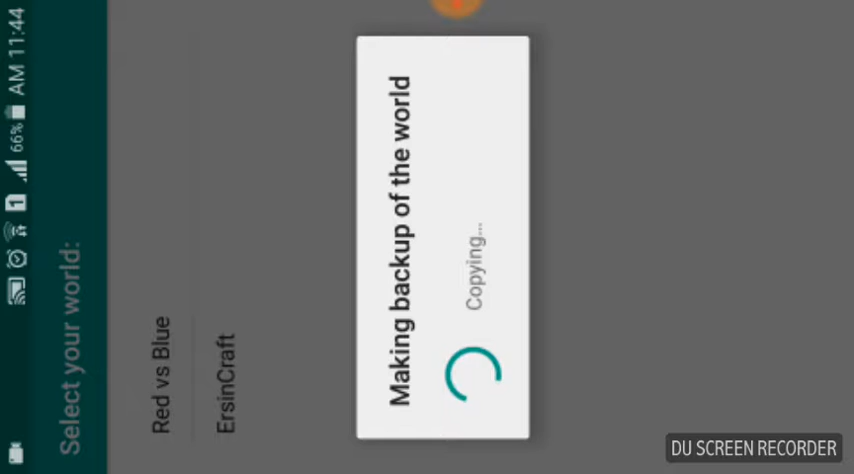 66% AM 11:44
1
Select your world:
Red vs Blue
ErsinCraft
Making backup of the world
Copying...
DU SCREEN RECORDER